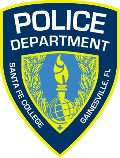 POLICE
DEPARTMENT
SANTA FE COLLEGE
GAINESVILLE, FL